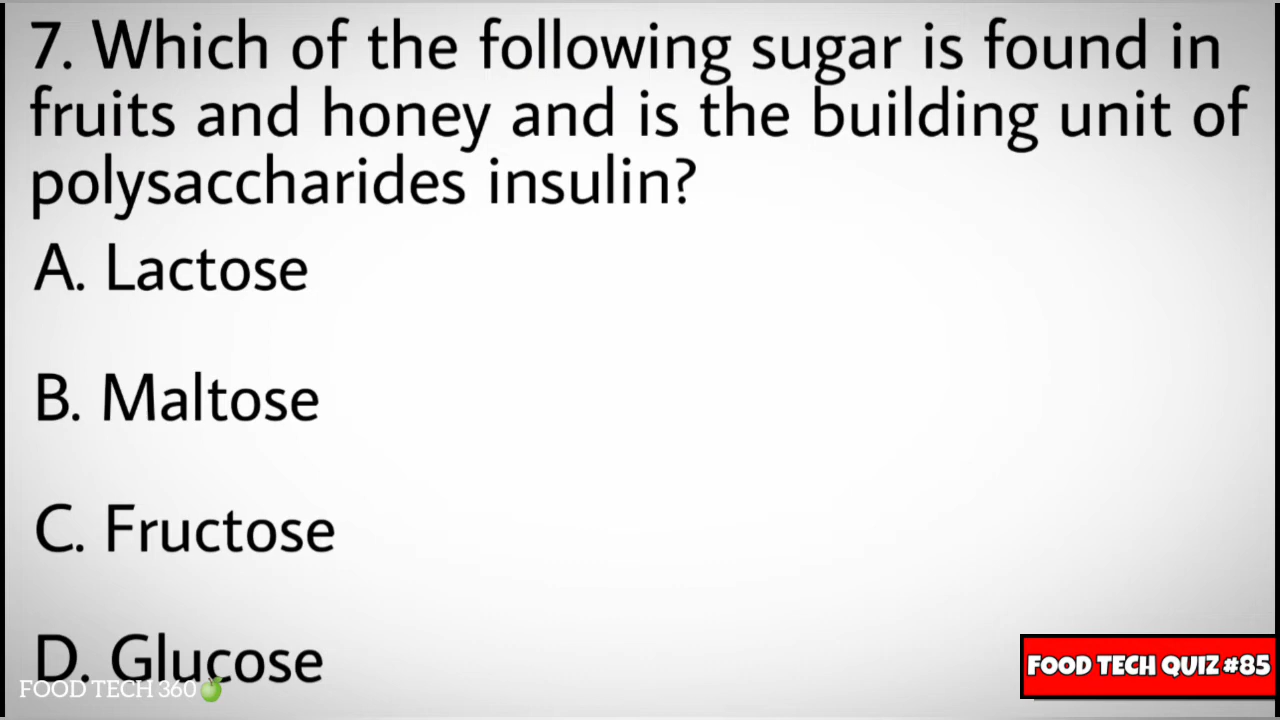 7. Which of the following sugar is found in
fruits and honey and is the building unit of
polysaccharides insulin?
A. Lactose
B. Maltose
C. Fructose
D. Glucose
FOOD TECH 360
FOOD TECH QUIZ #85